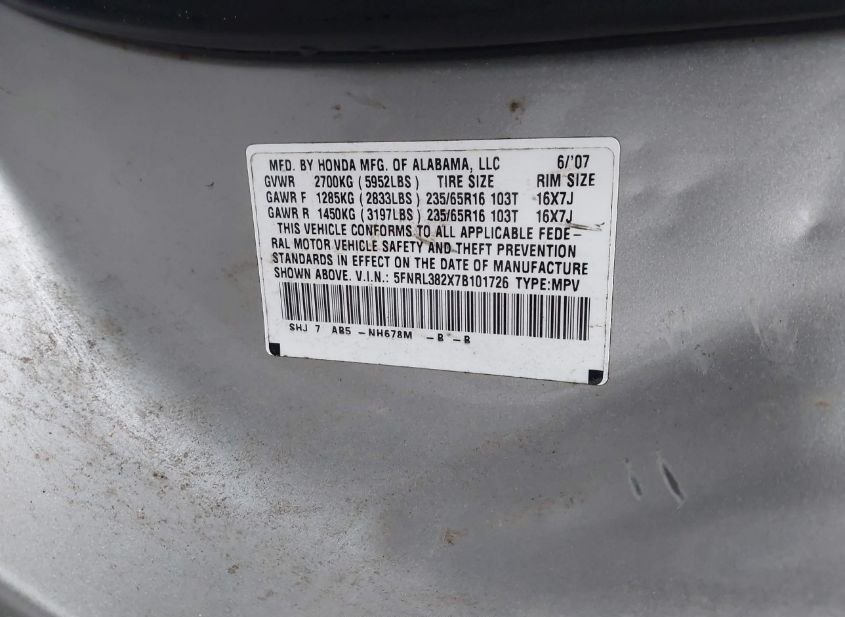 MFD. BY HONDA MFG. OF ALABAMA, LLC 6/'07
GVWR 2700KG (5952LBS) TIRE SIZE RIM SIZE
GAWR F 1285KG (2833LBS) 235/65R16 103T 16X7J
GAWR R 1450KG (3197LBS) 235/65R16 103T 16X7J
THIS VEHICLE CONFORMS TO ALL APPLICABLE FEDE-
RAL MOTOR VEHICLE SAFETY AND THEFT PREVENTION
STANDARDS IN EFFECT ON THE DATE OF MANUFACTURE
SHOWN ABOVE. V.I.N.: 5FNRL382X7B101726 TYPE:MPV
SHJ 7 AB5 -NH678M -B -B